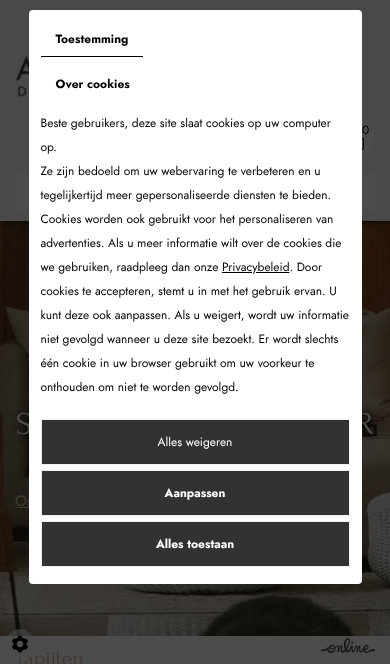 Toestemming
Over cookies
Beste gebruikers, deze site slaat cookies op uw computer
op.
Ze zijn bedoeld om uw webervaring te verbeteren en u
tegelijkertijd meer gepersonaliseerde diensten te bieden.
Cookies worden ook gebruikt voor het personaliseren van
advertenties. Als u meer informatie wilt over de cookies die
we gebruiken, raadpleeg dan onze Privacybeleid. Door
cookies te accepteren, stemt u in met het gebruik ervan. U
kunt deze ook aanpassen. Als u weigert, wordt uw informatie
niet gevolgd wanneer u deze site bezoekt. Er wordt slechts
één cookie in uw browser gebruikt om uw voorkeur te
onthouden om niet te worden gevolgd.
Alles weigeren
Aanpassen
Alles toestaan
online
Tapijten